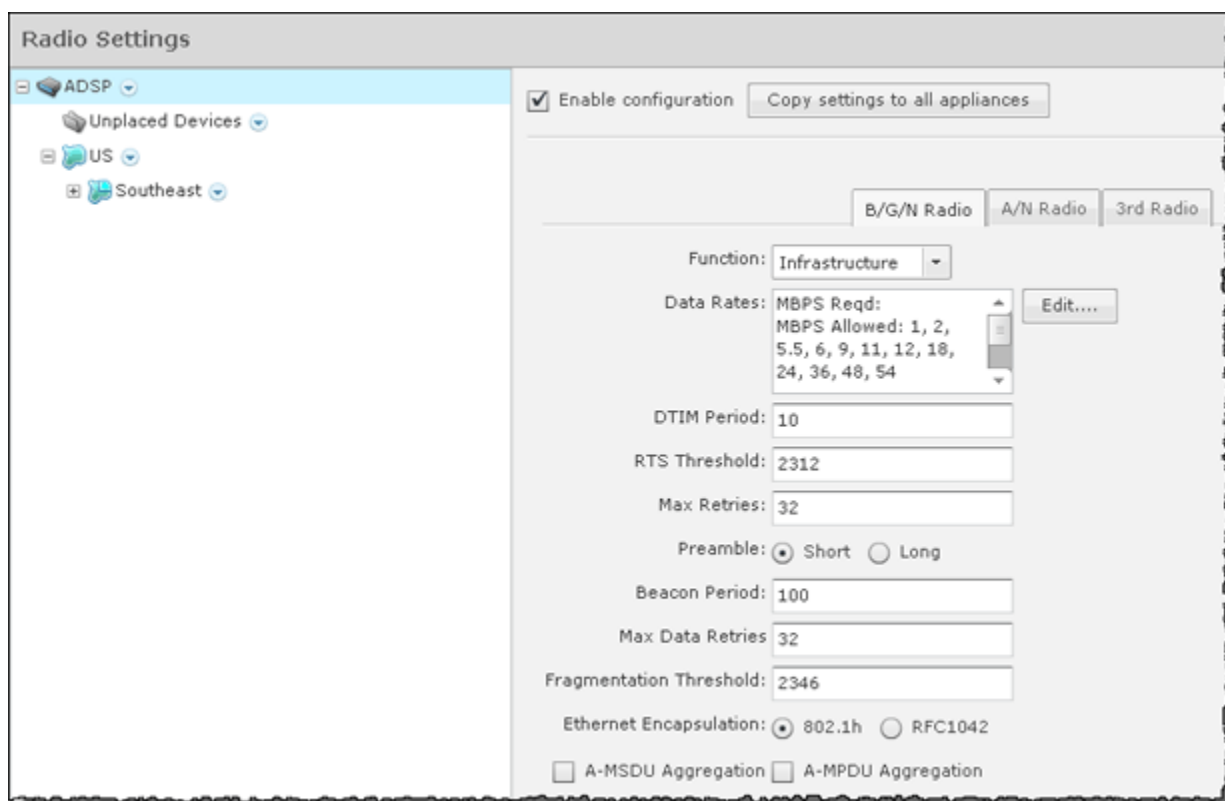 Radio Settings
ADSP
Unplaced Devices
US
Southeast
Enable configuration Copy settings to all appliances
B/G/N Radio A/N Radio 3rd Radio
Function: Infrastructure
Data Rates: MBPS Reqd: Edit....
MBPS Allowed: 1, 2,
5.5, 6, 9, 11, 12, 18,
24, 36, 48, 54
DTIM Period: 10
RTS Threshold: 2312
Max Retries: 32
Preamble: Short Long
Beacon Period: 100
Max Data Retries 32
Fragmentation Threshold: 2346
Ethernet Encapsulation: 802.1h RFC1042
A-MSDU Aggregation A-MPDU Aggregation